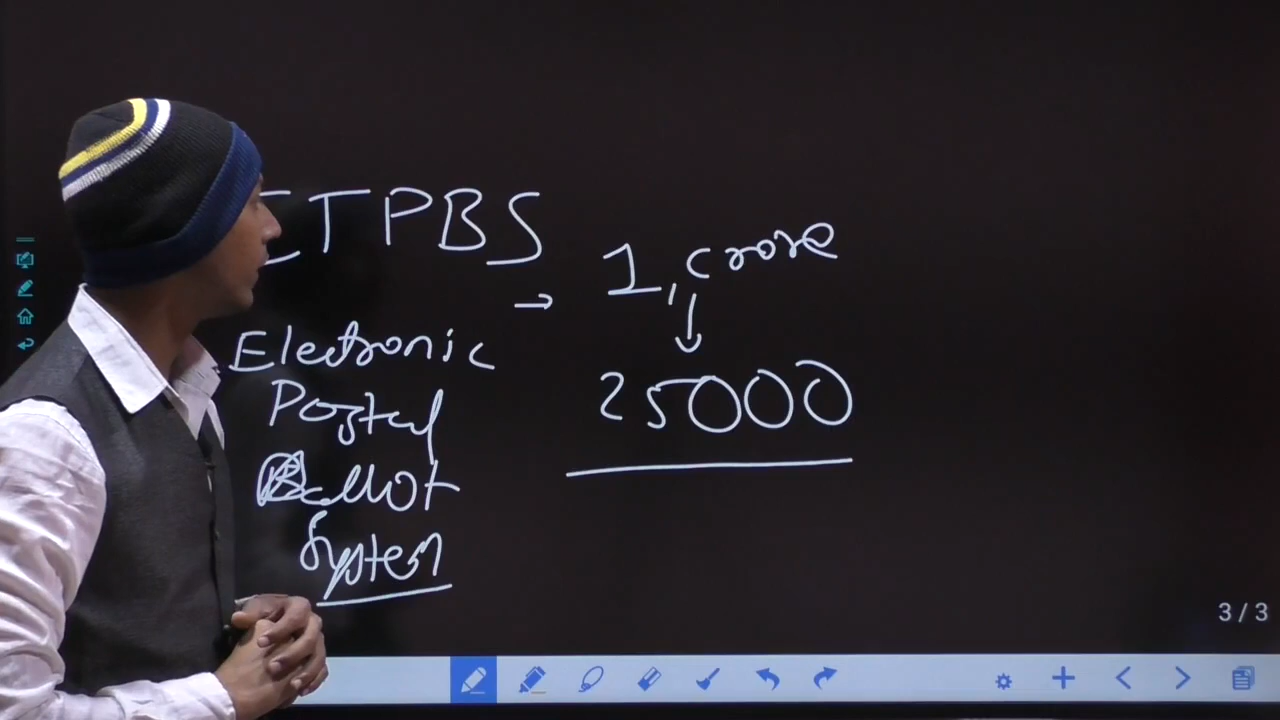 ETPBS
→ 1, crore
Electronic
Postal
25000
Ballot
System
3 / 3